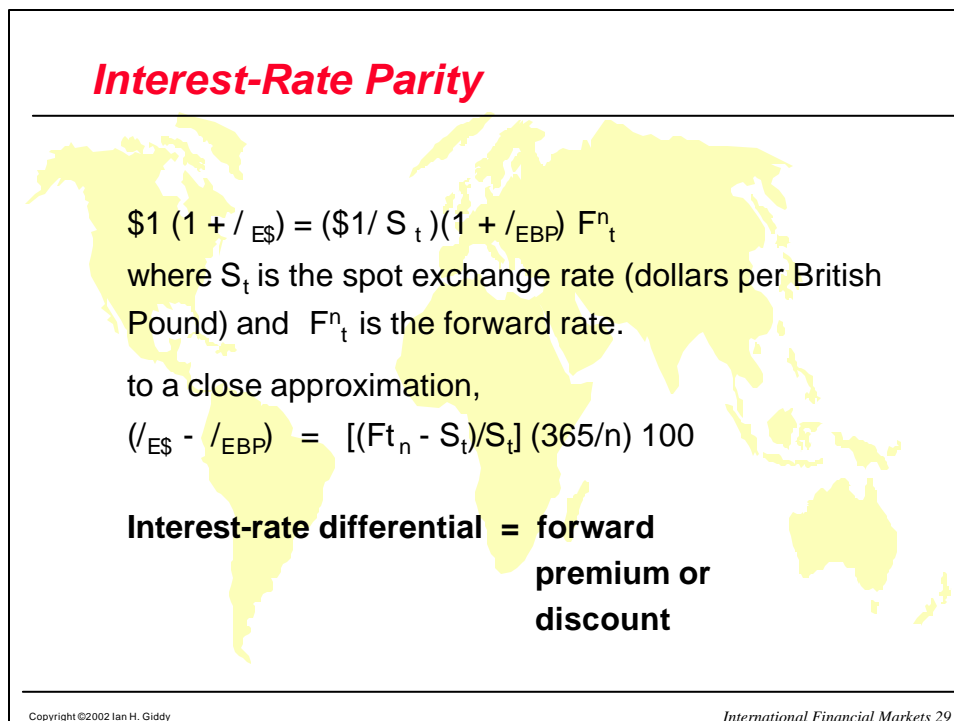 Interest-Rate Parity
$1 (1 + / E$) = ($1/ S t )(1 + /EBP) Fⁿt
where St is the spot exchange rate (dollars per British
Pound) and Fⁿt is the forward rate.
to a close approximation,
(/E$ - /EBP) = [(Ft n - St)/St] (365/n) 100
Interest-rate differential = forward
premium or
discount
Copyright ©2002 Ian H. Giddy
International Financial Markets 29